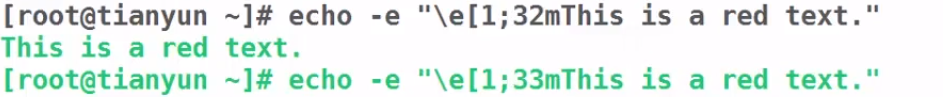 [root@tianyun ~]# echo -e "\e[1;32mThis is a red text."
This is a red text.
[root@tianyun ~]# echo -e "\e[1;33mThis is a red text."